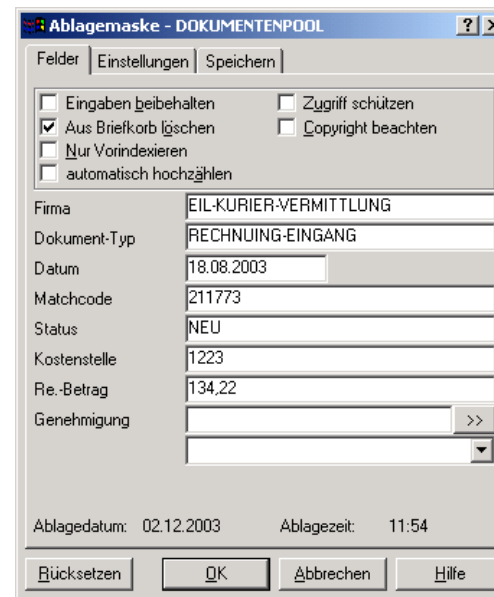 Ablagemaske - DOKUMENTENPOOL
Felder Einstellungen Speichern
Eingaben beibehalten Zugriff schützen
Aus Briefkorb löschen Copyright beachten
Nur Vorindexieren
automatisch hochzählen
Firma EIL-KURIER-VERMITTLUNG
Dokument-Typ RECHNUING-EINGANG
Datum 18.08.2003
Matchcode 211773
Status NEU
Kostenstelle 1223
Re.-Betrag 134,22
Genehmigung >>
Ablagedatum: 02.12.2003 Ablagezeit: 11:54
Rücksetzen OK Abbrechen Hilfe